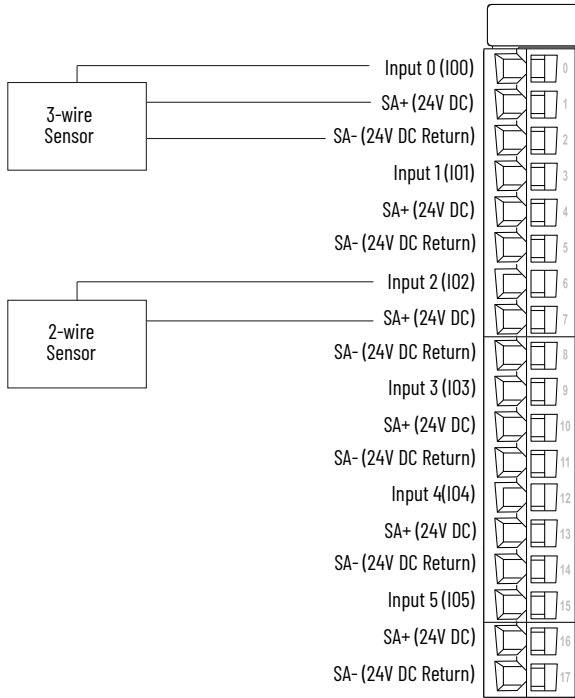 Input 0 (I00)
0
3-wire
Sensor
SA+ (24V DC)
1
SA- (24V DC Return)
2
Input 1 (I01)
3
SA+ (24V DC)
4
SA- (24V DC Return)
5
Input 2 (I02)
6
2-wire
Sensor
SA+ (24V DC)
7
SA- (24V DC Return)
8
Input 3 (I03)
9
SA+ (24V DC)
10
SA- (24V DC Return)
11
Input 4(I04)
12
SA+ (24V DC)
13
SA- (24V DC Return)
14
Input 5 (I05)
15
SA+ (24V DC)
16
SA- (24V DC Return)
17